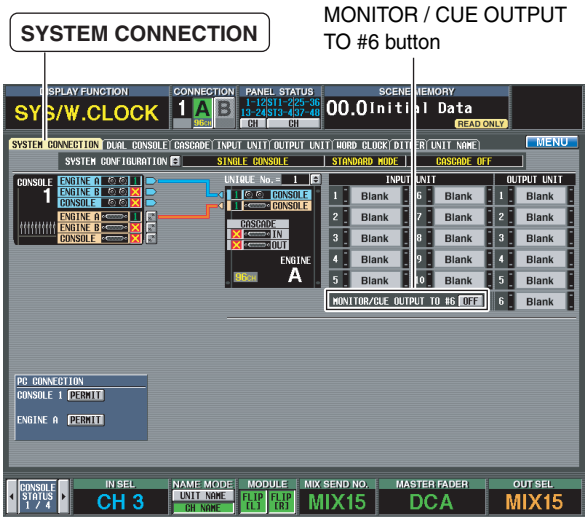 SYSTEM CONNECTION
MONITOR / CUE OUTPUT
TO #6 button
DISPLAY FUNCTION
SYS/W.CLOCK
CONNECTION
1 A B
96CH
PANEL STATUS
1-12 ST1-2 25-36
13-24 ST3-4 37-48
CH CH
SCENE MEMORY
00.0 Initial Data
READ ONLY
SYSTEM CONNECTION DUAL CONSOLE CASCADE INPUT UNIT OUTPUT UNIT WORD CLOCK DITHER UNIT NAME
MENU
SYSTEM CONFIGURATION SINGLE CONSOLE STANDARD MODE CASCADE OFF
CONSOLE
1
ENGINE A 1
ENGINE B X
CONSOLE X
ENGINE A 1
ENGINE B X
CONSOLE X
UNIQUE No.= 1
1 CONSOLE
1 CONSOLE
CASCADE
X IN
X OUT
ENGINE
A
96CH
INPUT UNIT
1 Blank 6 Blank
2 Blank 7 Blank
3 Blank 8 Blank
4 Blank 9 Blank
5 Blank 10 Blank
OUTPUT UNIT
1 Blank
2 Blank
3 Blank
4 Blank
5 Blank
MONITOR/CUE OUTPUT TO #6 OFF
6 Blank
PC CONNECTION
CONSOLE 1 PERMIT
ENGINE A PERMIT
CONSOLE
STATUS
1 / 4
IN SEL
CH 3
NAME MODE
UNIT NAME
CH NAME
MODULE
FLIP [L]
FLIP [R]
MIX SEND NO.
MIX15
MASTER FADER
DCA
OUT SEL
MIX15